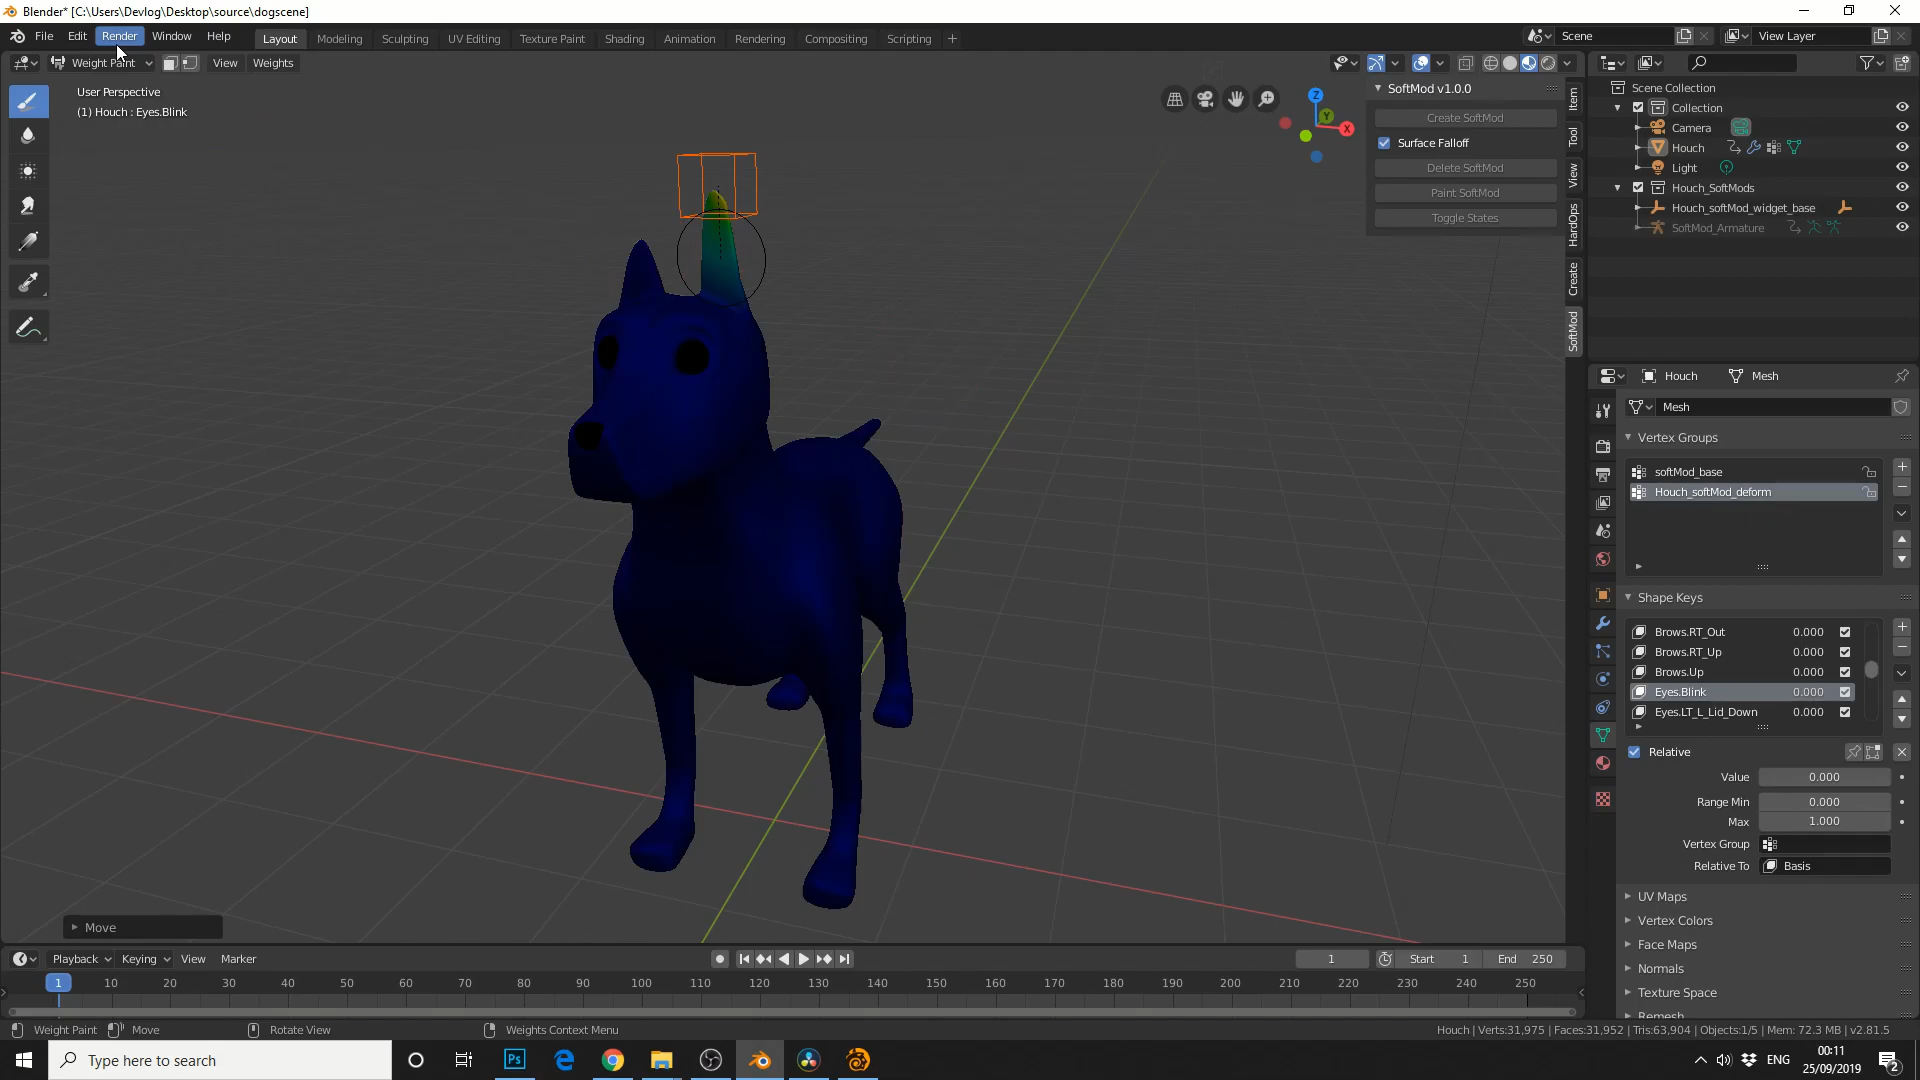 Blender* [C:\Users\Devlog\Desktop\source\dogscene]
File Edit Render Window Help
Layout Modeling Sculpting UV Editing Texture Paint Shading Animation Rendering Compositing Scripting +
Scene
View Layer
Weight Paint
View Weights
User Perspective
(1) Houch : Eyes.Blink
Z
Y
X
SoftMod v1.0.0
Create SoftMod
Surface Falloff
Delete SoftMod
Paint SoftMod
Toggle States
Item
Tool
View
HardOps
Create
SoftMod
Scene Collection
Collection
Camera
Houch
Light
Houch_SoftMods
Houch_softMod_widget_base
SoftMod_Armature
Houch
Mesh
Mesh
Vertex Groups
softMod_base
Houch_softMod_deform
Shape Keys
Brows.RT_Out 0.000
Brows.RT_Up 0.000
Brows.Up 0.000
Eyes.Blink 0.000
Eyes.LT_L_Lid_Down 0.000
Relative
Value 0.000
Range Min 0.000
Max 1.000
Vertex Group
Relative To Basis
UV Maps
Vertex Colors
Face Maps
Normals
Texture Space
Remesh
Move
Playback Keying View Marker
1
Start 1
End 250
1 10 20 30 40 50 60 70 80 90 100 110 120 130 140 150 160 170 180 190 200 210 220 230 240 250
Weight Paint Move Rotate View Weights Context Menu
Houch | Verts:31,975 | Faces:31,952 | Tris:63,904 | Objects:1/5 | Mem: 72.3 MB | v2.81.5
Type here to search
Ps
ENG
00:11
25/09/2019
2